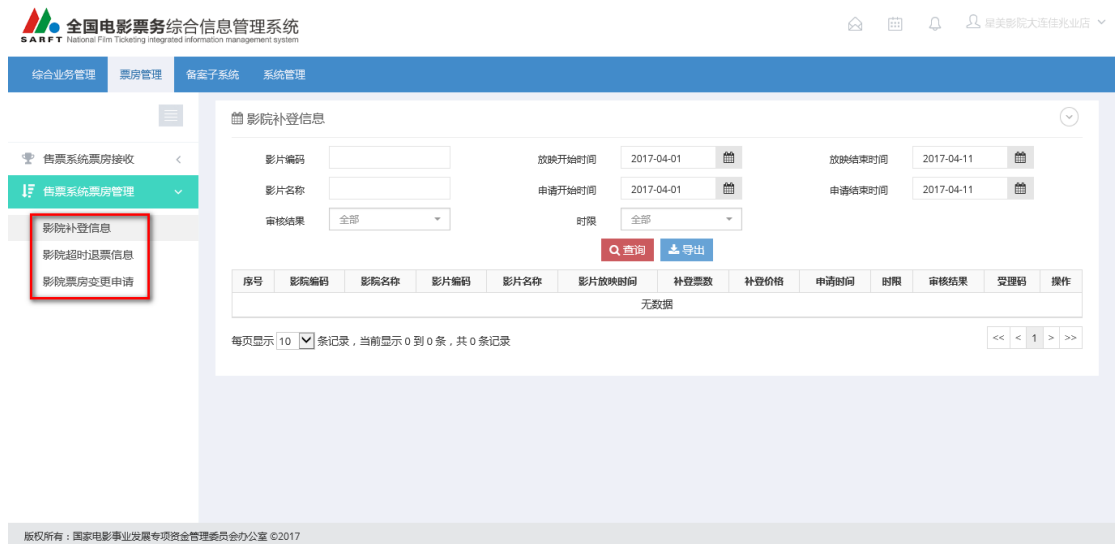 全国电影票务综合信息管理系统
SARFT National Film Ticketing integrated information management system
星美影院大连佳兆业店
综合业务管理 票房管理 备案子系统 系统管理
影院补登信息
售票系统票房接收
售票系统票房管理
影院补登信息
影院超时退票信息
影院票房变更申请
影片编码 放映开始时间 2017-04-01 放映结束时间 2017-04-11
影片名称 申请开始时间 2017-04-01 申请结束时间 2017-04-11
审核结果 全部 时限 全部
查询 导出
序号 影院编码 影院名称 影片编码 影片名称 影片放映时间 补登票数 补登价格 申请时间 时限 审核结果 受理码 操作
无数据
每页显示 10 条记录，当前显示 0 到 0 条，共 0 条记录
<< < 1 > >>
版权所有：国家电影事业发展专项资金管理委员会办公室 ©2017